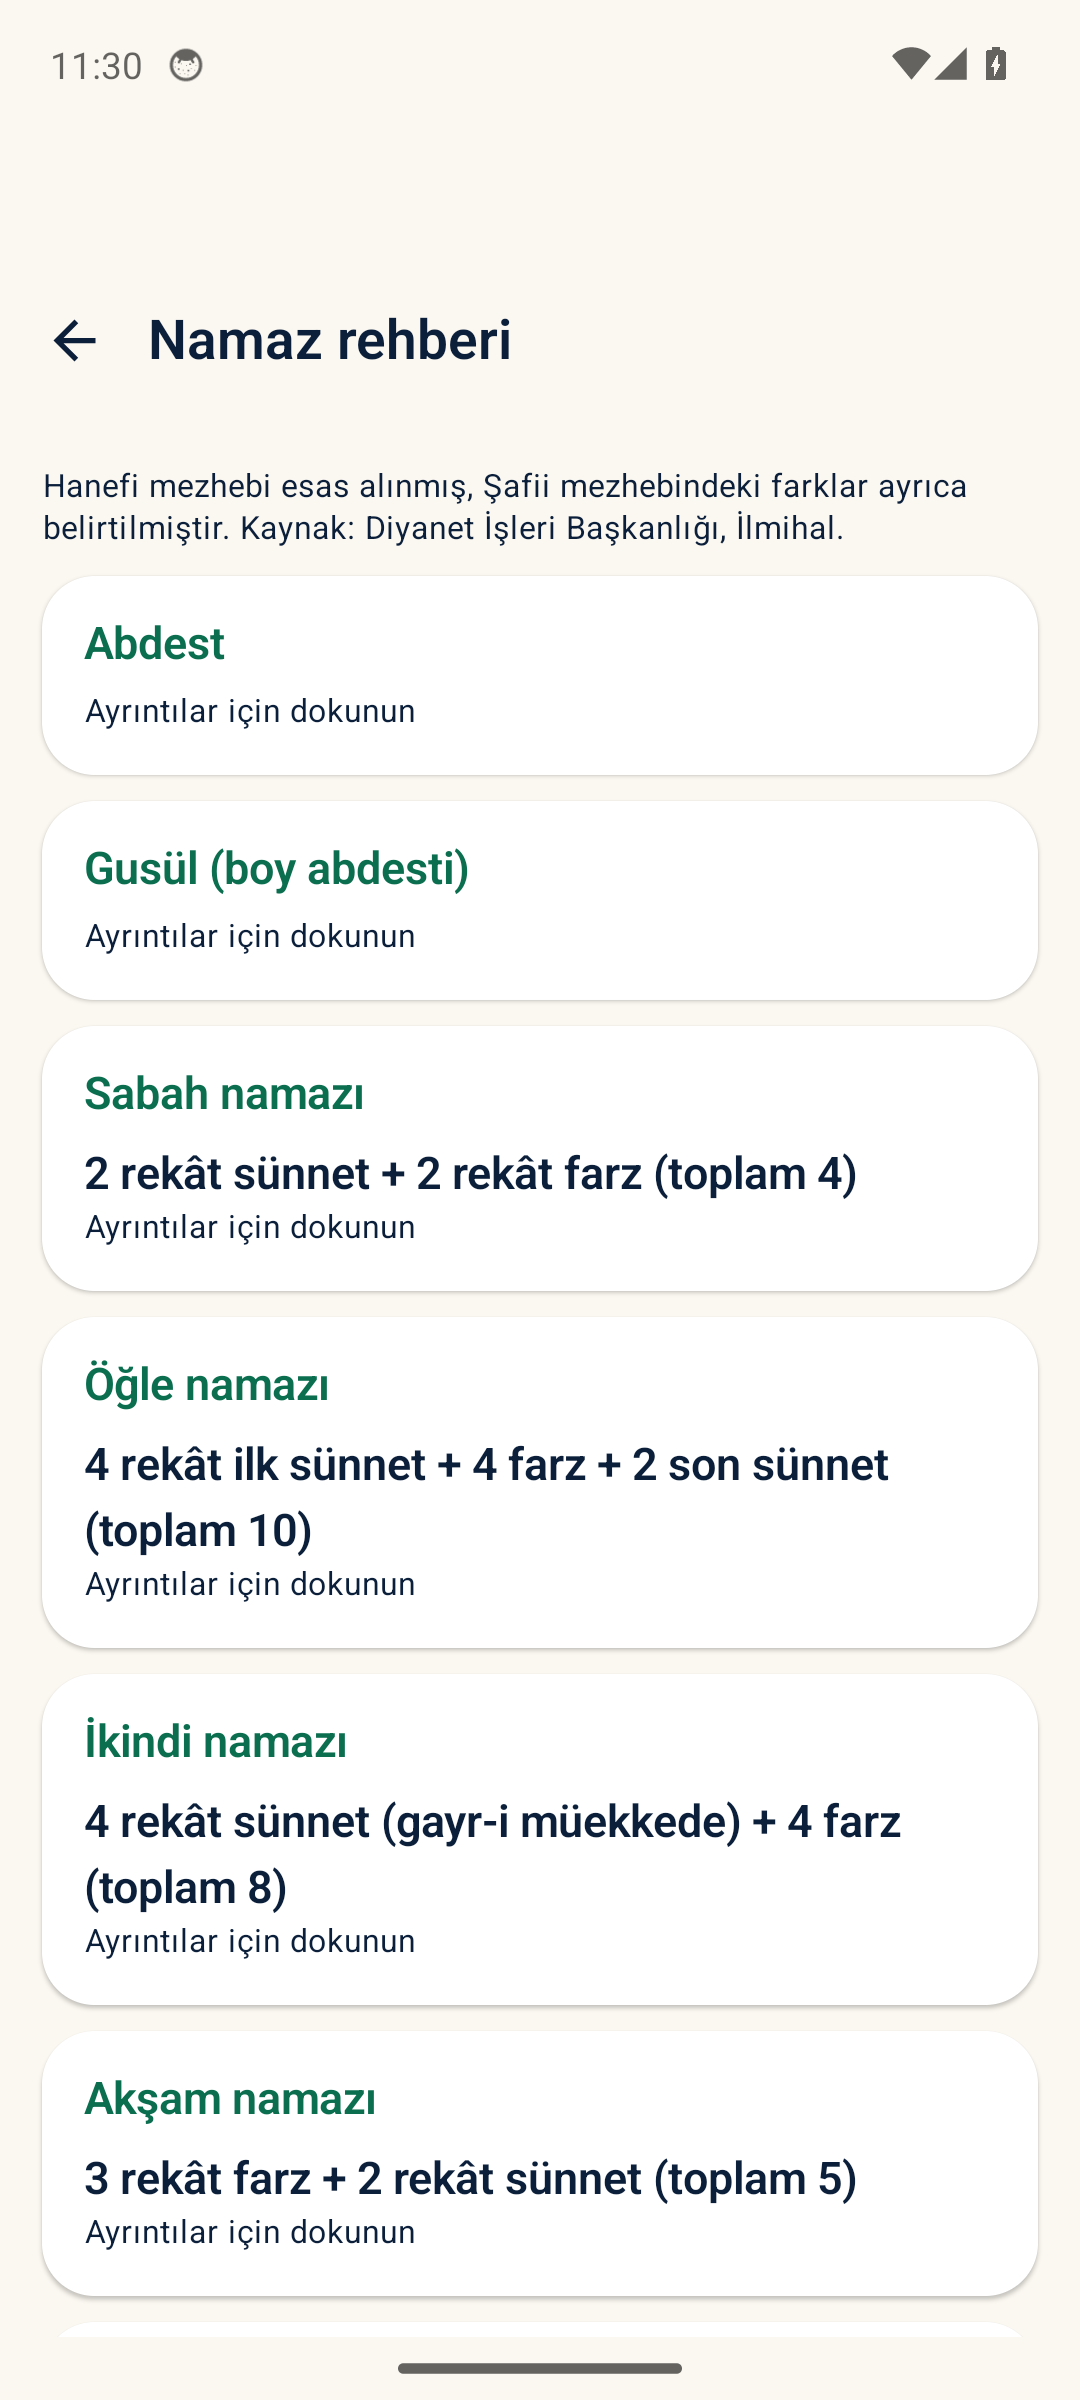 11:30
Namaz rehberi
Hanefi mezhebi esas alınmış, Şafii mezhebindeki farklar ayrıca
belirtilmiştir. Kaynak: Diyanet İşleri Başkanlığı, İlmihal.
Abdest
Ayrıntılar için dokunun
Gusül (boy abdesti)
Ayrıntılar için dokunun
Sabah namazı
2 rekât sünnet + 2 rekât farz (toplam 4)
Ayrıntılar için dokunun
Öğle namazı
4 rekât ilk sünnet + 4 farz + 2 son sünnet
(toplam 10)
Ayrıntılar için dokunun
İkindi namazı
4 rekât sünnet (gayr-i müekkede) + 4 farz
(toplam 8)
Ayrıntılar için dokunun
Akşam namazı
3 rekât farz + 2 rekât sünnet (toplam 5)
Ayrıntılar için dokunun